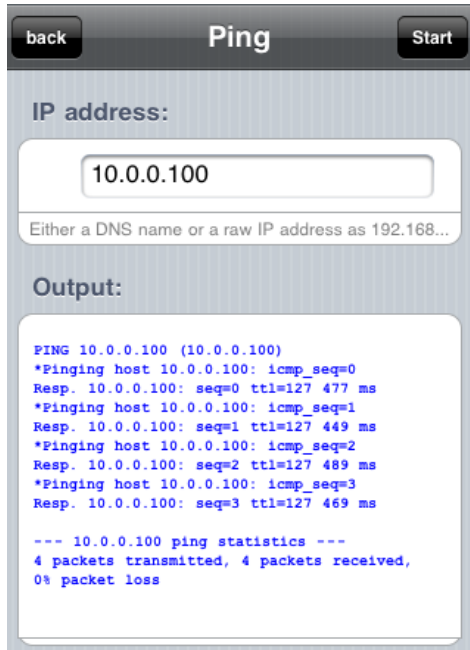 back Ping Start
IP address:
10.0.0.100
Either a DNS name or a raw IP address as 192.168...
Output:
PING 10.0.0.100 (10.0.0.100)
*Pinging host 10.0.0.100: icmp_seq=0
Resp. 10.0.0.100: seq=0 ttl=127 477 ms
*Pinging host 10.0.0.100: icmp_seq=1
Resp. 10.0.0.100: seq=1 ttl=127 449 ms
*Pinging host 10.0.0.100: icmp_seq=2
Resp. 10.0.0.100: seq=2 ttl=127 489 ms
*Pinging host 10.0.0.100: icmp_seq=3
Resp. 10.0.0.100: seq=3 ttl=127 469 ms
--- 10.0.0.100 ping statistics ---
4 packets transmitted, 4 packets received,
0% packet loss